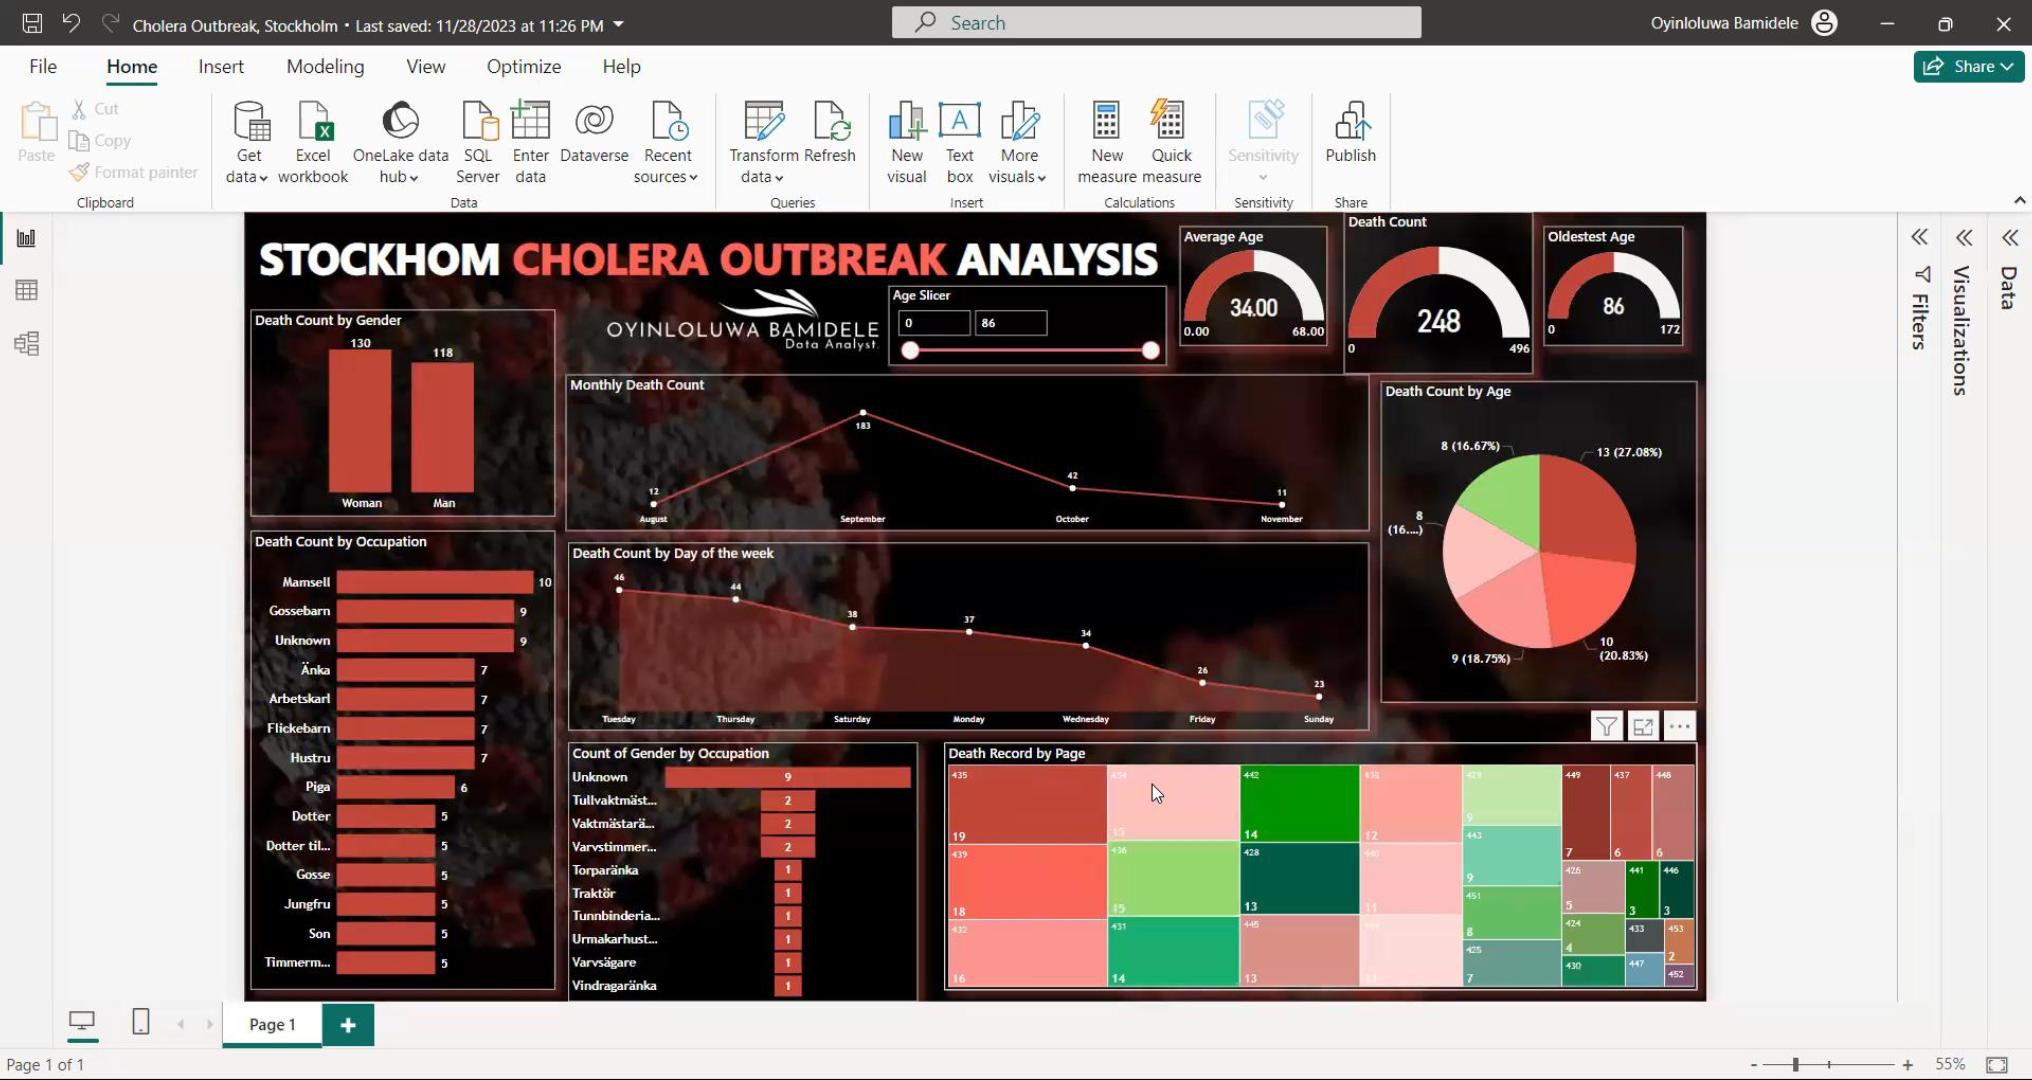 Cholera Outbreak, Stockholm • Last saved: 11/28/2023 at 11:26 PM
Search
Oyinloluwa Bamidele
File Home Insert Modeling View Optimize Help
Share
Paste
Cut
Copy
Format painter
Clipboard
Get data
Excel workbook
OneLake data hub
SQL Server
Enter data
Dataverse
Recent sources
Data
Transform data
Refresh
Queries
New visual
Text box
More visuals
Insert
New measure
Quick measure
Calculations
Sensitivity
Sensitivity
Publish
Share
STOCKHOM CHOLERA OUTBREAK ANALYSIS
OYINLOLUWA BAMIDELE
Data Analyst.
Age Slicer
0 86
Average Age
34.00
0.00 68.00
Death Count
248
0 496
Oldestest Age
86
0 172
Filters
Visualizations
Data
Death Count by Gender
130 118
Woman Man
Monthly Death Count
12 183 42 11
August September October November
Death Count by Age
8 (16.67%)
13 (27.08%)
8
(16....)
9 (18.75%)
10
(20.83%)
Death Count by Occupation
Mamsell 10
Gossebarn 9
Unknown 9
Änka 7
Arbetskarl 7
Flickebarn 7
Hustru 7
Piga 6
Dotter 5
Dotter til... 5
Gosse 5
Jungfru 5
Son 5
Timmerm... 5
Death Count by Day of the week
46 44 38 37 34 26 23
Tuesday Thursday Saturday Monday Wednesday Friday Sunday
Count of Gender by Occupation
Unknown 9
Tullvaktmäst... 2
Vaktmästarä... 2
Varvstimmer... 2
Torparänka 1
Traktör 1
Tunnbinderia... 1
Urmakarhust... 1
Varvsägare 1
Vindragaränka 1
Death Record by Page
435 19
439 18
432 16
15
436 15
431 14
442 14
428 13
445 13
12
11
9
443 9
451 8
425 7
449 7
437 6
448 6
426 5
424 4
430
441 3
446 3
433
447
453 2
452
Page 1
Page 1 of 1
- + 55%